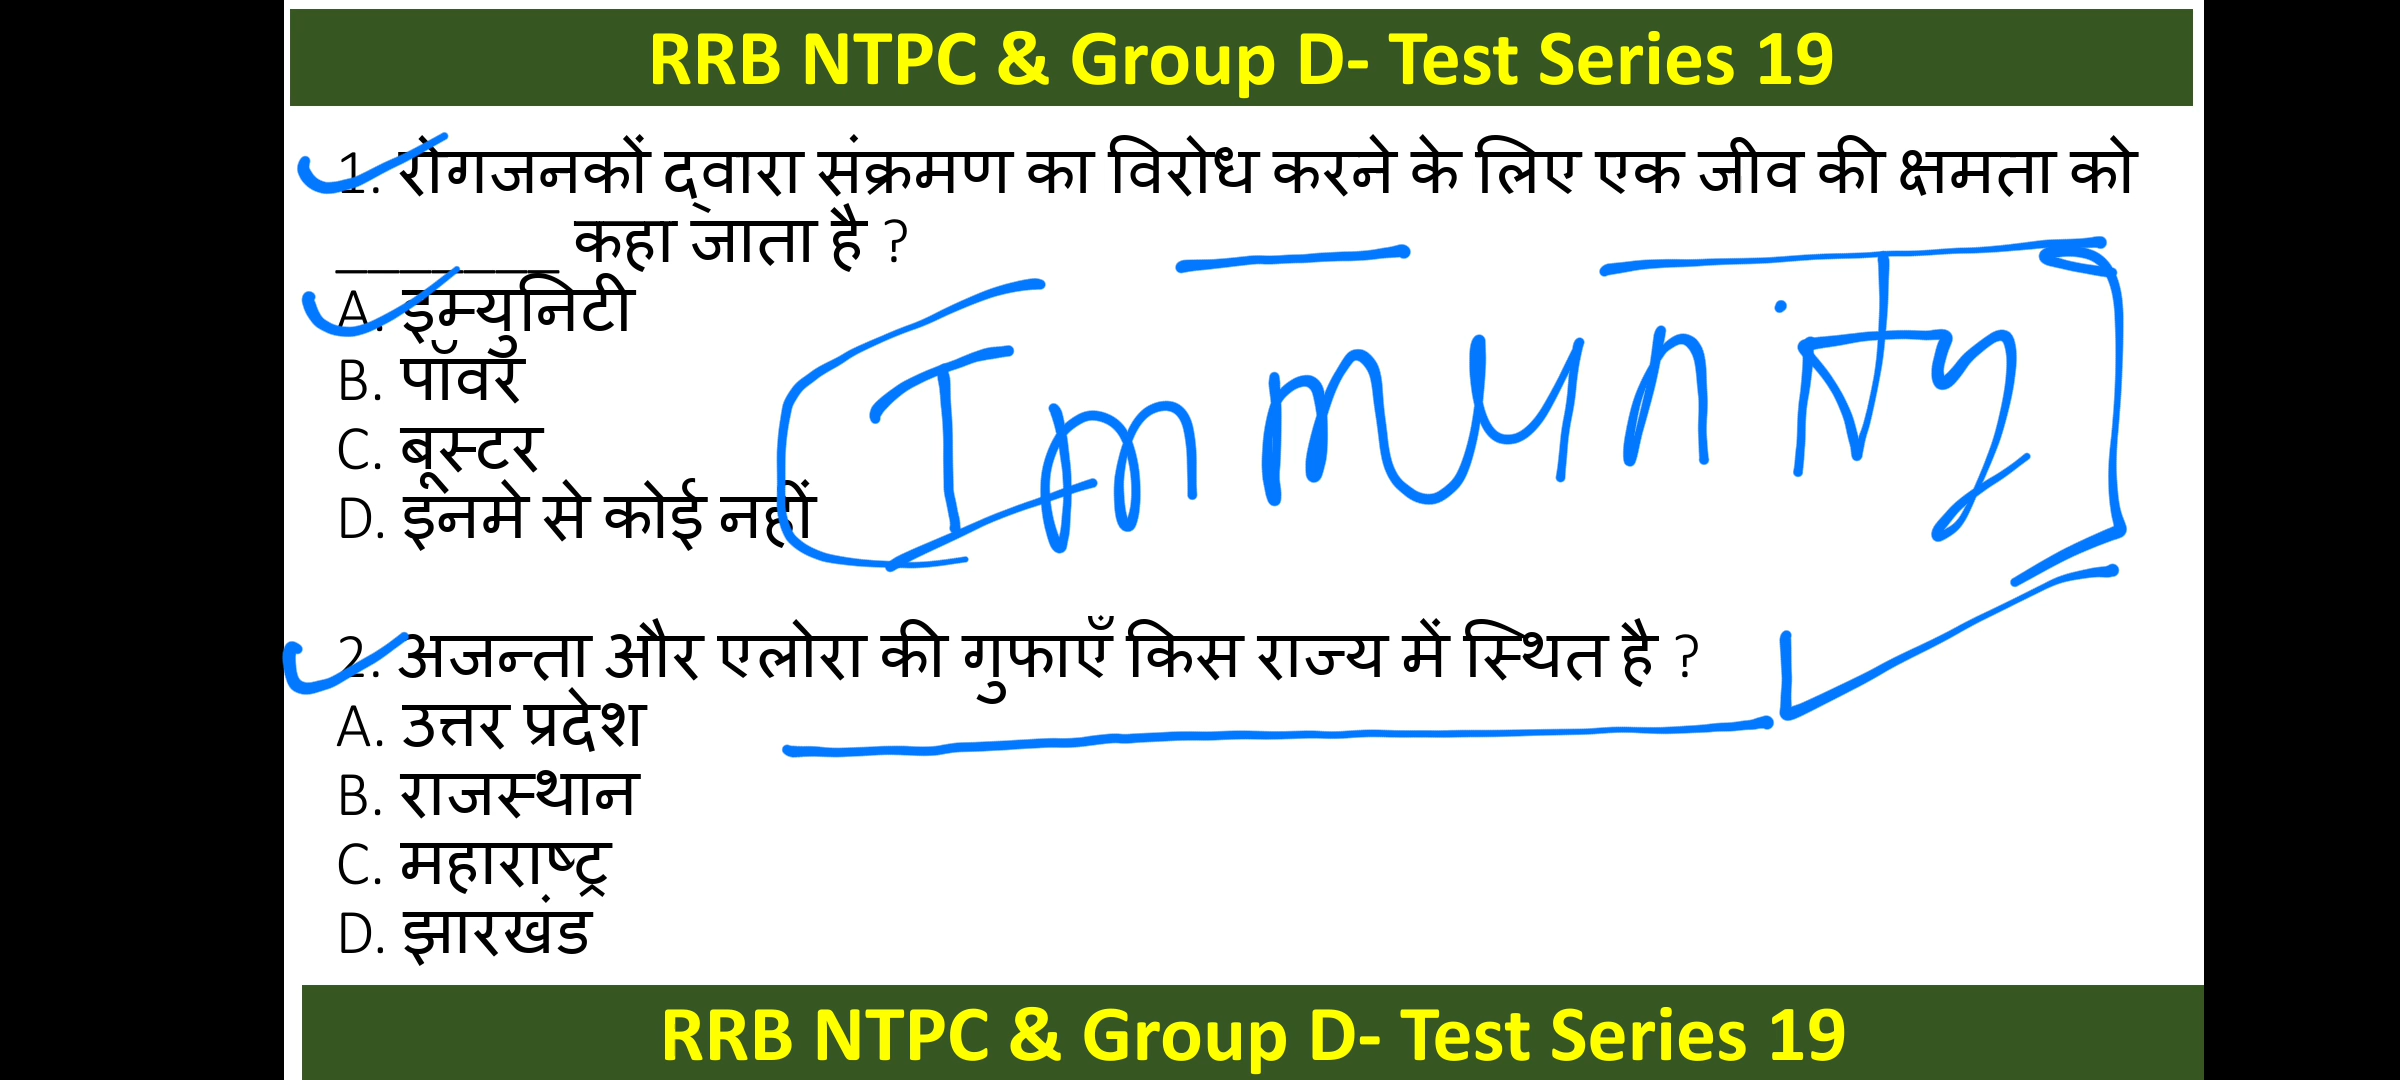 RRB NTPC & Group D- Test Series 19
1. रोगजनकों द्वारा संक्रमण का विरोध करने के लिए एक जीव की क्षमता को
_______ कहा जाता है ?
A. इम्युनिटी
B. पॉवर
C. बूस्टर
D. इनमे से कोई नहीं
Immunity
2. अजन्ता और एलोरा की गुफाएँ किस राज्य में स्थित है ?
A. उत्तर प्रदेश
B. राजस्थान
C. महाराष्ट्र
D. झारखंड
RRB NTPC & Group D- Test Series 19